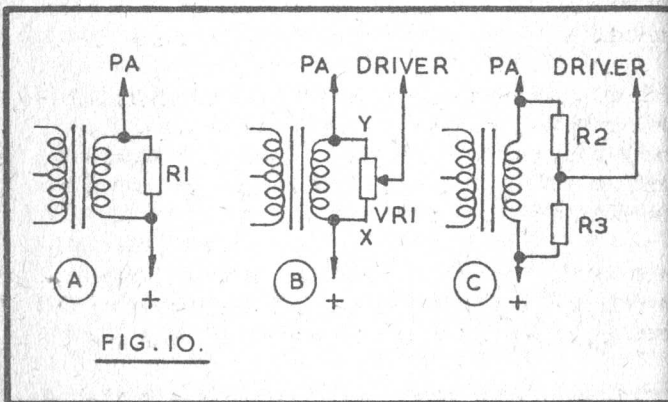 PA
R1
A
+
PA DRIVER
Y
VR1
X
B
+
PA DRIVER
R2
R3
C
+
FIG. 10.